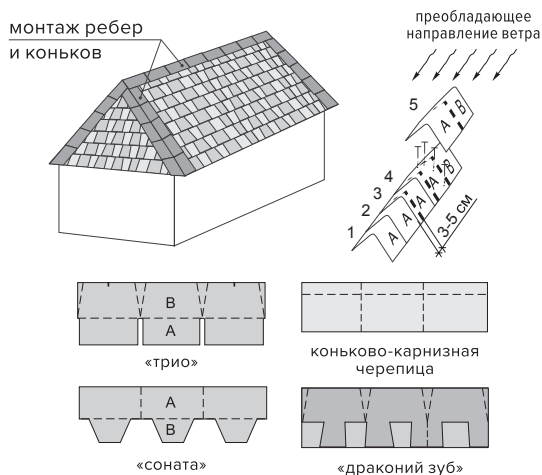 монтаж ребер
и коньков
преобладающее
направление ветра
5
A
B
4
3
2
1
A
A
A
A
B
3-5 см
B
A
«трио»
коньково-карнизная
черепица
A
B
«соната»
«драконий зуб»